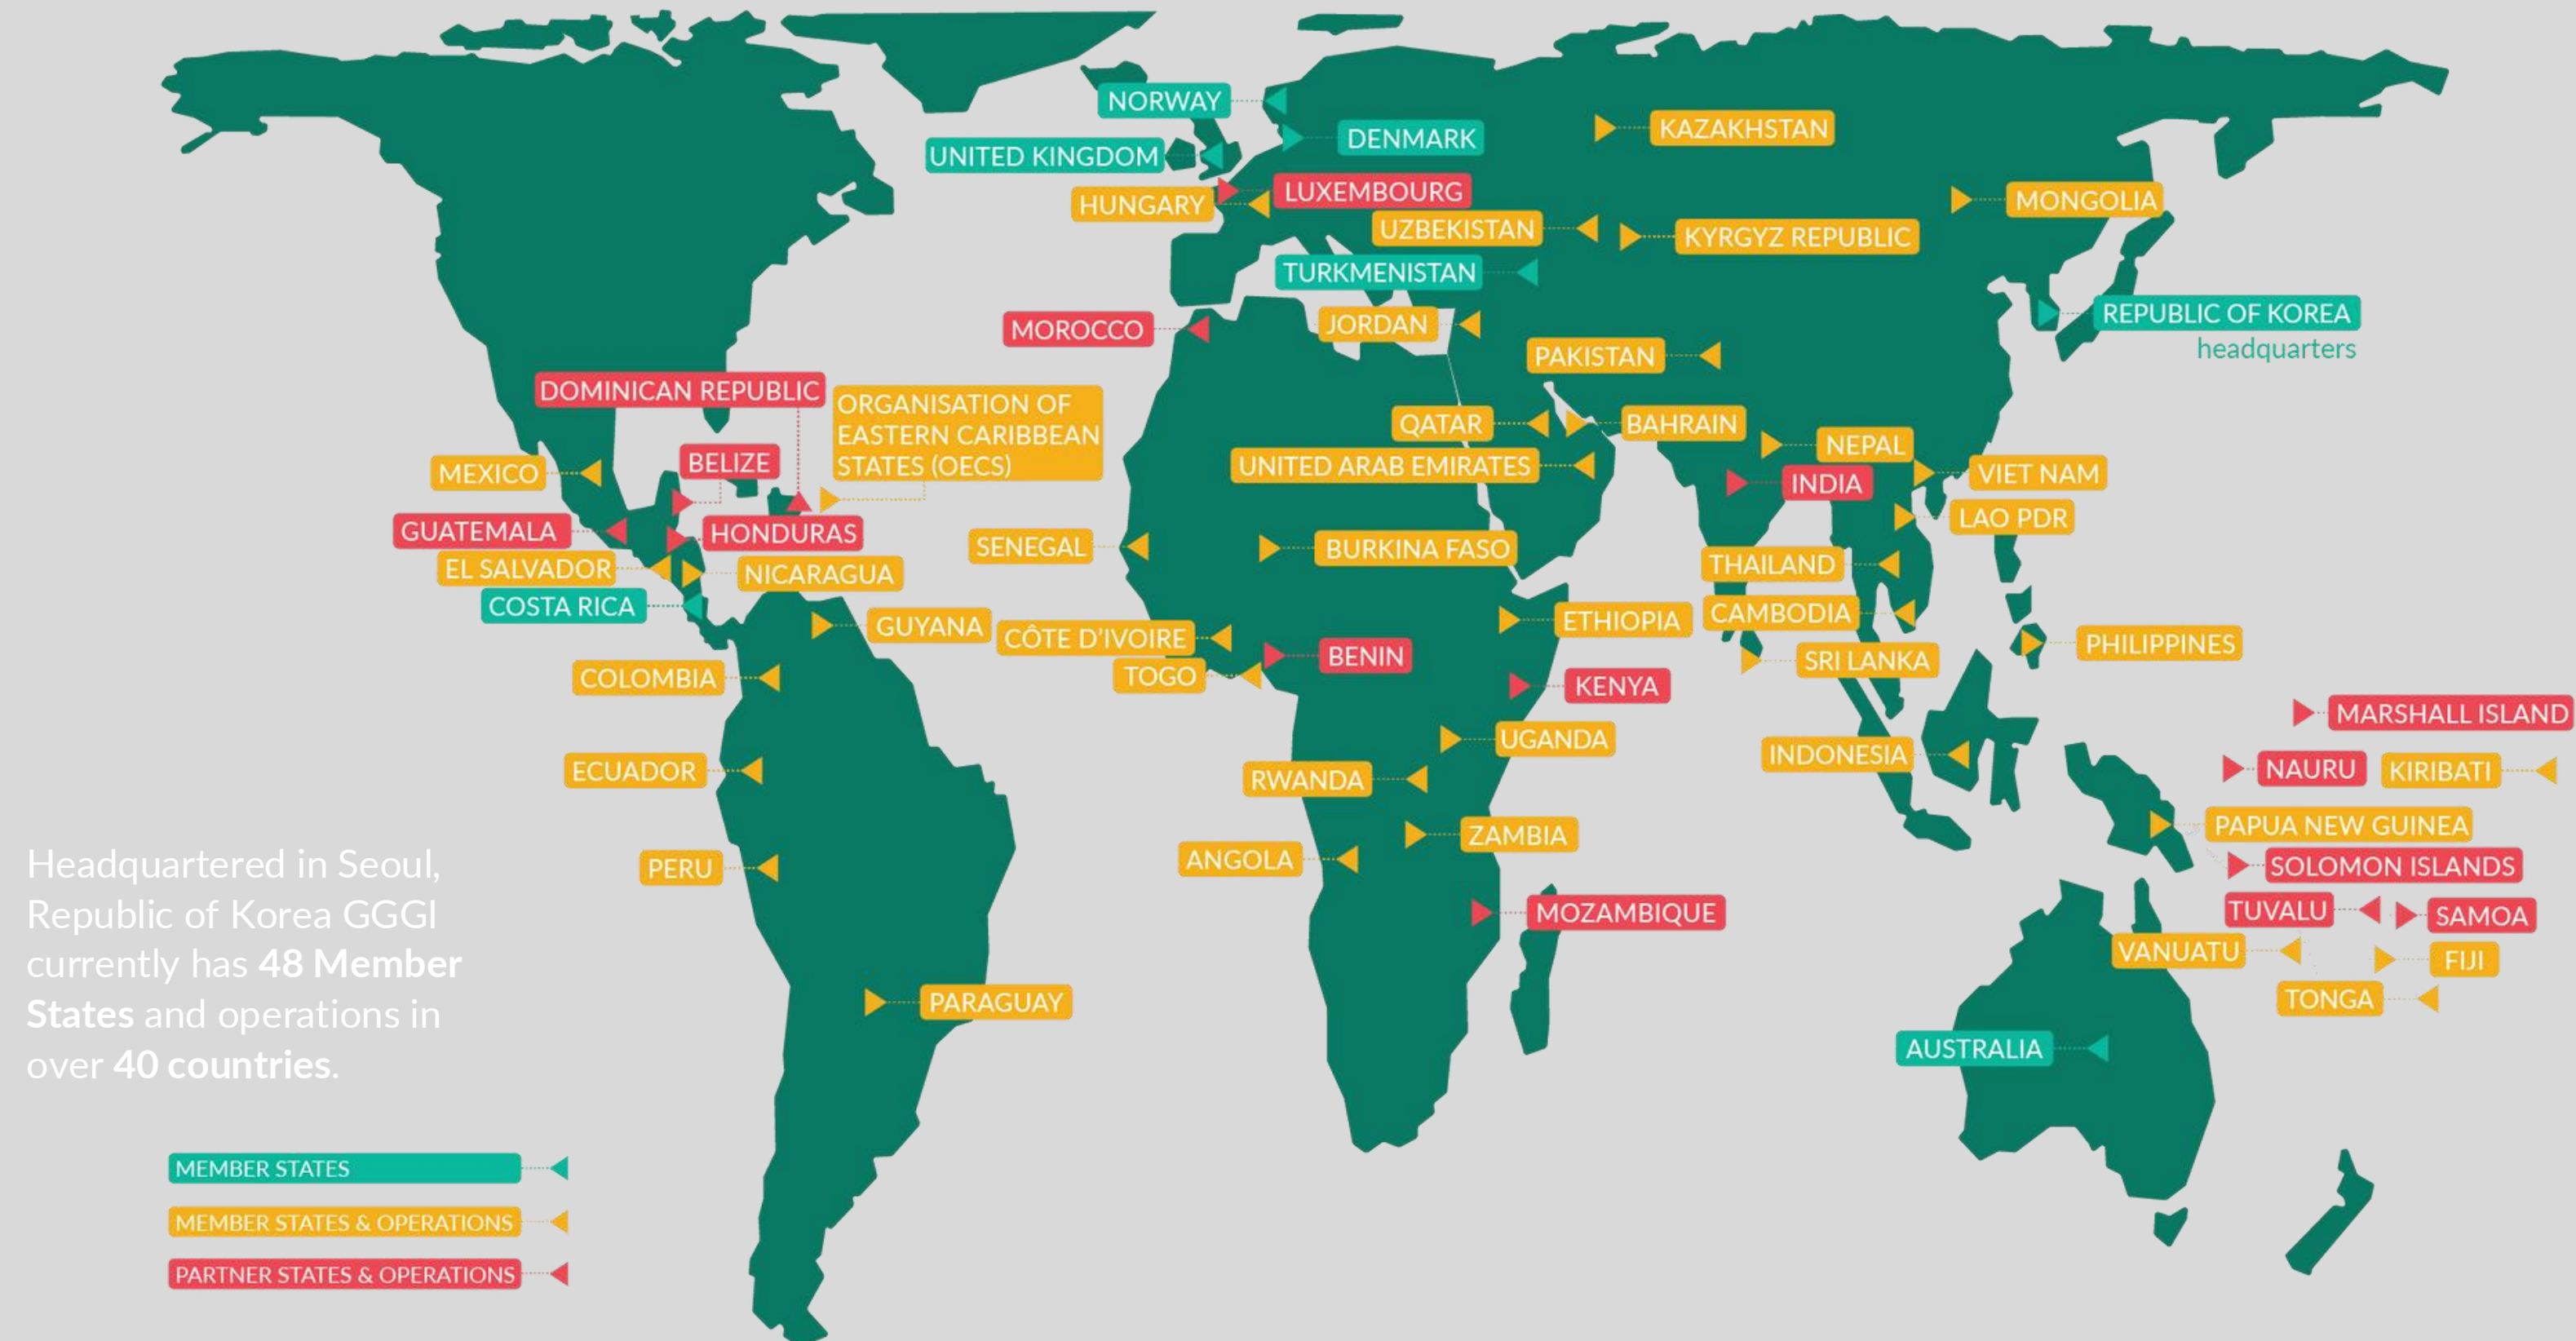 NORWAY
DENMARK
KAZAKHSTAN
UNITED KINGDOM
LUXEMBOURG
HUNGARY
MONGOLIA
UZBEKISTAN
KYRGYZ REPUBLIC
TURKMENISTAN
REPUBLIC OF KOREA
headquarters
MOROCCO
JORDAN
PAKISTAN
DOMINICAN REPUBLIC
ORGANISATION OF
EASTERN CARIBBEAN
STATES (OECS)
QATAR
BAHRAIN
NEPAL
BELIZE
MEXICO
UNITED ARAB EMIRATES
INDIA
VIET NAM
LAO PDR
GUATEMALA
HONDURAS
SENEGAL
BURKINA FASO
EL SALVADOR
NICARAGUA
THAILAND
COSTA RICA
GUYANA
CÔTE D'IVOIRE
ETHIOPIA
CAMBODIA
PHILIPPINES
BENIN
SRI LANKA
COLOMBIA
TOGO
KENYA
MARSHALL ISLAND
UGANDA
INDONESIA
ECUADOR
RWANDA
NAURU
KIRIBATI
PAPUA NEW GUINEA
ZAMBIA
ANGOLA
PERU
SOLOMON ISLANDS
MOZAMBIQUE
TUVALU
SAMOA
VANUATU
FIJI
TONGA
PARAGUAY
AUSTRALIA
Headquartered in Seoul,
Republic of Korea GGGI
currently has 48 Member
States and operations in
over 40 countries.
MEMBER STATES
MEMBER STATES & OPERATIONS
PARTNER STATES & OPERATIONS